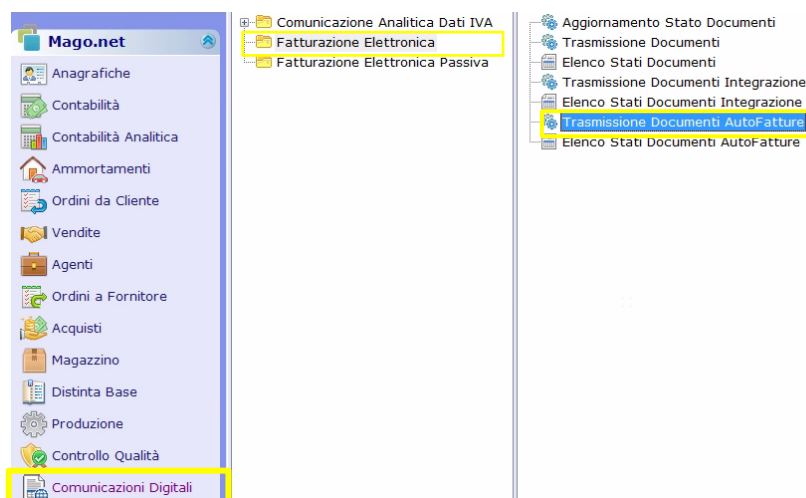 Mago.net
Anagrafiche
Contabilità
Contabilità Analitica
Ammortamenti
Ordini da Cliente
Vendite
Agenti
Ordini a Fornitore
Acquisti
Magazzino
Distinta Base
Produzione
Controllo Qualità
Comunicazioni Digitali
Comunicazione Analitica Dati IVA
Fatturazione Elettronica
Fatturazione Elettronica Passiva
Aggiornamento Stato Documenti
Trasmissione Documenti
Elenco Stati Documenti
Trasmissione Documenti Integrazione
Elenco Stati Documenti Integrazione
Trasmissione Documenti AutoFatture
Elenco Stati Documenti AutoFatture